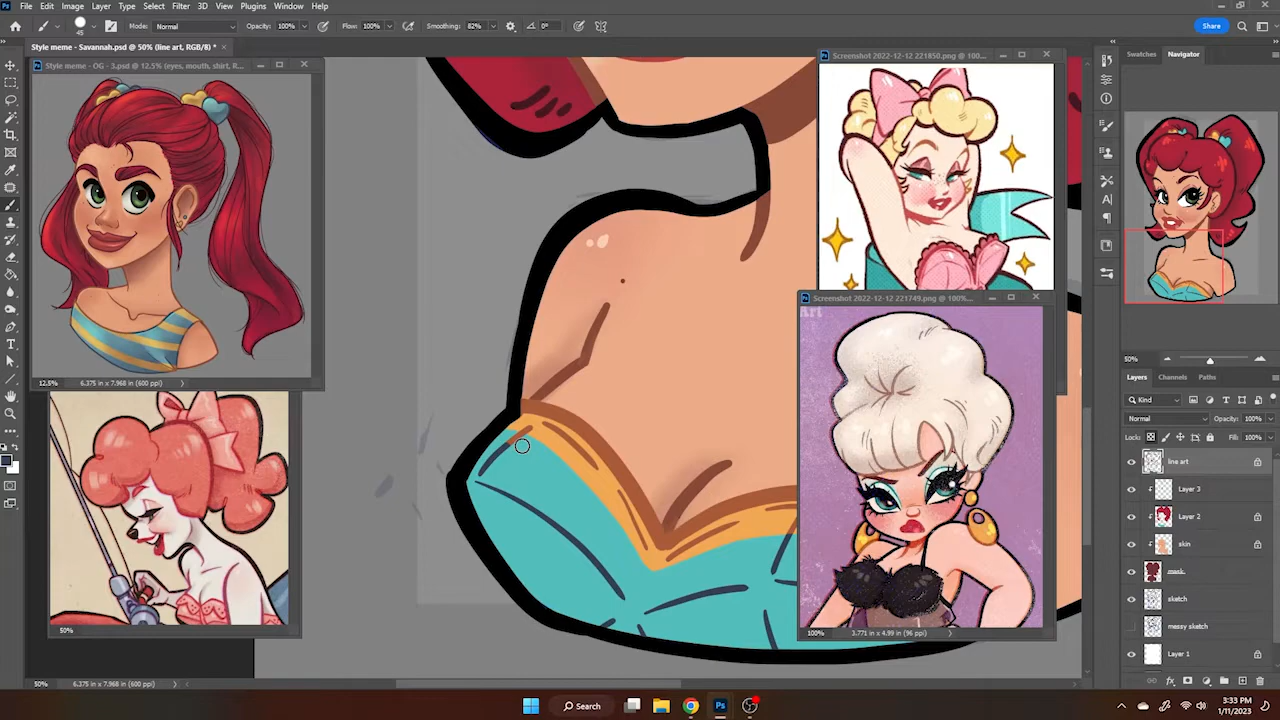 File Edit Image Layer Type Select Filter 3D View Plugins Window Help
Mode: Normal Opacity: 100% Flow: 100% Smoothing: 82% 0° Share
45
Style meme - Savannah.psd @ 50% (line art, RGB/8) *
Style meme - OG - 3.psd @ 12.5% (eyes, mouth, shirt, R...
12.5% 6.375 in x 7.968 in (600 ppi)
50%
Screenshot 2022-12-12 221850.png @ 100...
Screenshot 2022-12-12 221749.png @ 100%...
Art
100% 3.771 in x 4.99 in (96 ppi)
Swatches Navigator
50%
Layers Channels Paths
Kind
Normal Opacity: 100%
Lock: Fill: 100%
line art
Layer 3
Layer 2
skin
mask
sketch
messy sketch
Layer 1
50% 6.375 in x 7.968 in (600 ppi)
Search
3:33 PM
1/11/2023